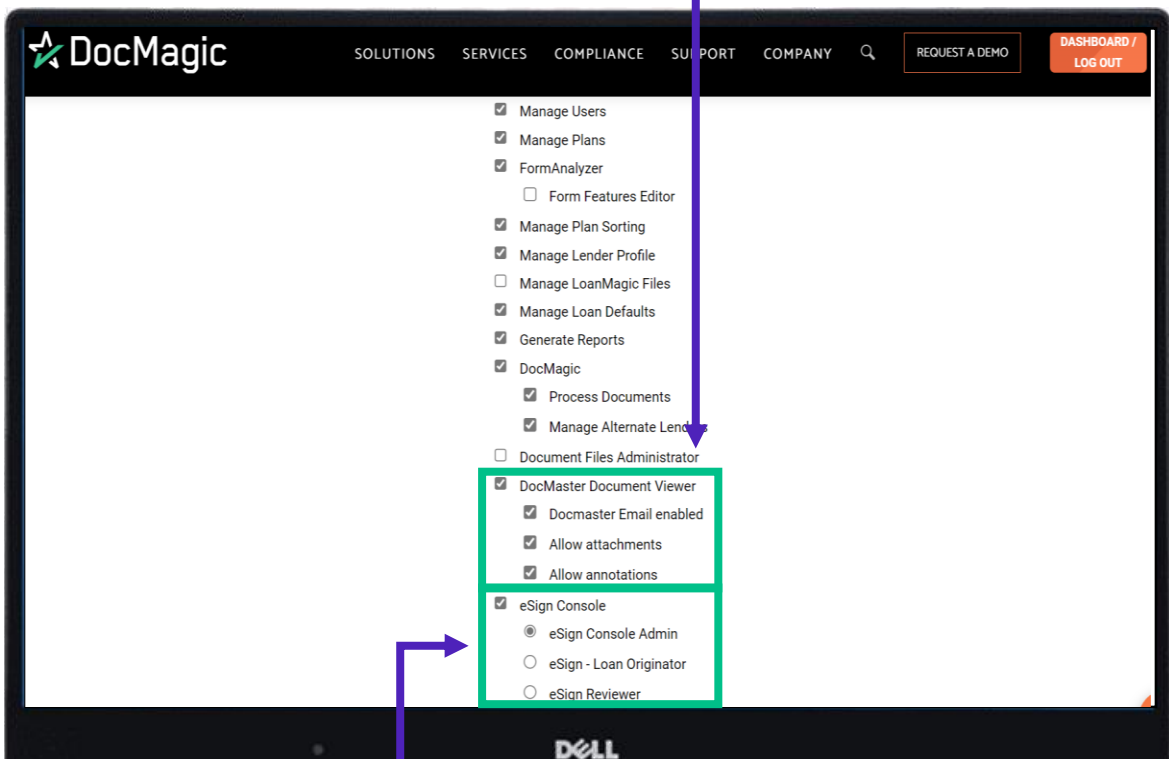 DocMagic
SOLUTIONS SERVICES COMPLIANCE SUPPORT COMPANY REQUEST A DEMO DASHBOARD /
LOG OUT
Manage Users
Manage Plans
FormAnalyzer
Form Features Editor
Manage Plan Sorting
Manage Lender Profile
Manage LoanMagic Files
Manage Loan Defaults
Generate Reports
DocMagic
Process Documents
Manage Alternate Lenders
Document Files Administrator
DocMaster Document Viewer
Docmaster Email enabled
Allow attachments
Allow annotations
eSign Console
eSign Console Admin
eSign - Loan Originator
eSign Reviewer
DELL